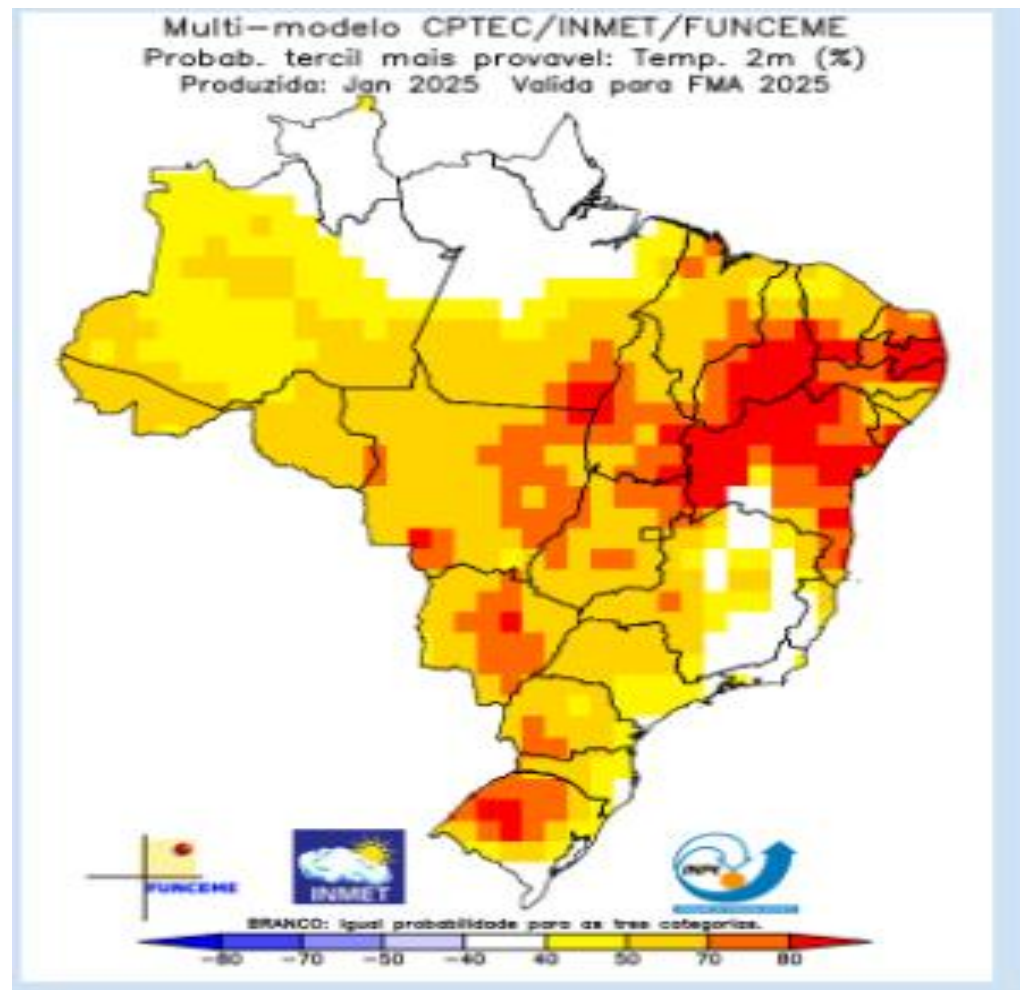 Multi-modelo CPTEC/INMET/FUNCEME
Probab. tercil mais provavel: Temp. 2m (%)
Produzida: Jan 2025 Valida para FMA 2025
FUNCEME
INMET
INPE
BRANCO: Igual probabilidade para as tres categorias.
-80 -70 -50 -40 40 50 70 80